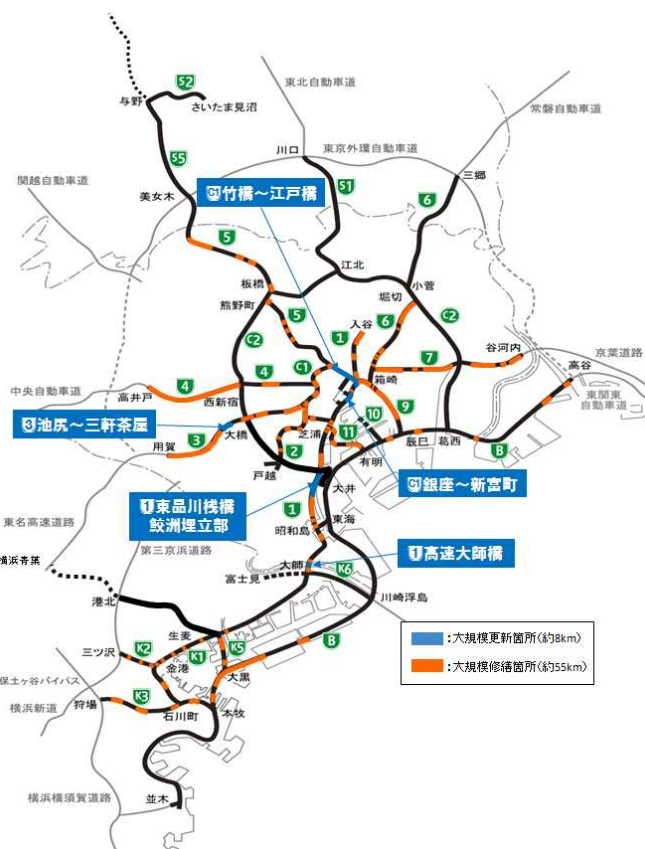 S2
与野
さいたま見沼
東北自動車道
常磐自動車道
川口
東京外環自動車道
三郷
S5
関越自動車道
美女木
C1竹橋～江戸橋
S1
6
5
江北
板橋
小菅
熊野町
堀切
5
入谷
6
C2
1
C2
谷河内
京葉道路
C1
7
高谷
4
中央自動車道
4
箱崎
東関東
自動車道
高井戸
西新宿
10
9
3池尻～三軒茶屋
大橋
芝浦
辰巳
葛西
B
3
2
11
用賀
有明
C1銀座～新富町
戸越
1東品川桟橋
鮫洲埋立部
大井
1
東名高速道路
昭和島
東海
第三京浜道路
1高速大師橋
横浜青葉
大師
富士見
K6
港北
川崎浮島
生麦
B
：大規模更新箇所(約8km)
三ツ沢
K2
K1
K5
保土ヶ谷バイパス
金港
大黒
：大規模修繕箇所(約55km)
横浜新道
狩場
K3
石川町
本牧
横浜横須賀道路
並木